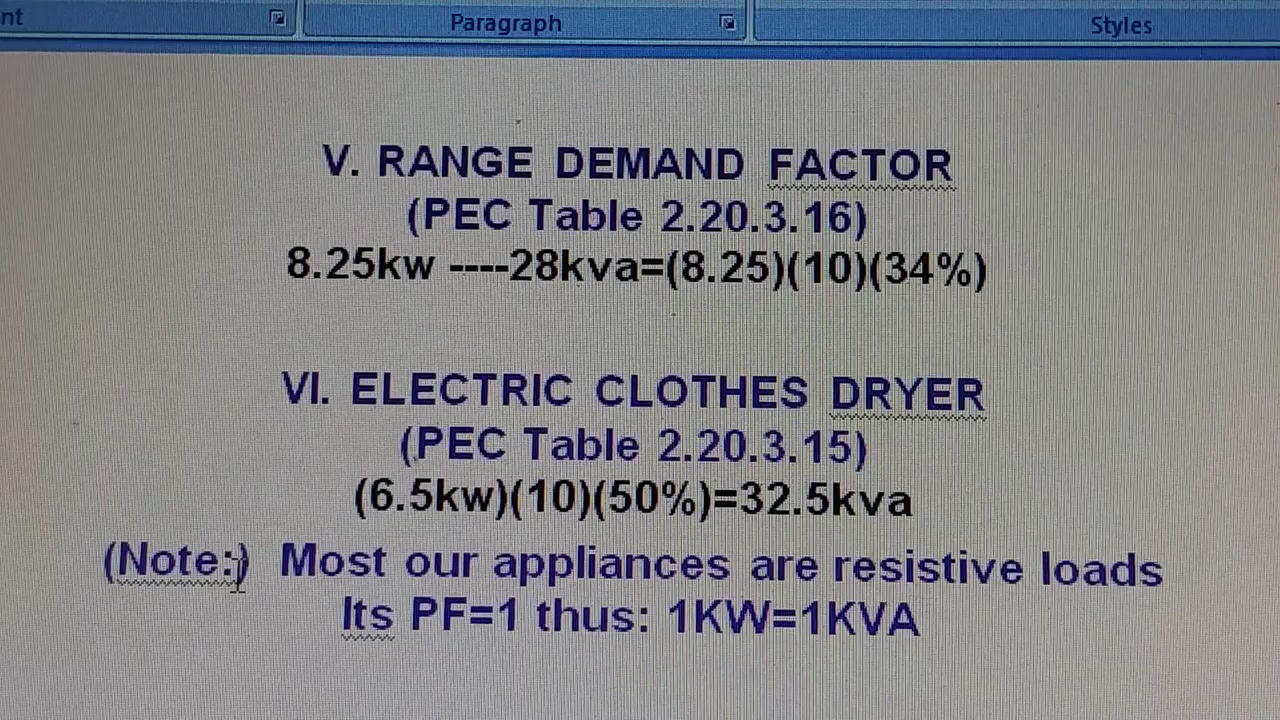 nt
Paragraph
Styles
V. RANGE DEMAND FACTOR
(PEC Table 2.20.3.16)
8.25kw ----28kva=(8.25)(10)(34%)
VI. ELECTRIC CLOTHES DRYER
(PEC Table 2.20.3.15)
(6.5kw)(10)(50%)=32.5kva
(Note:) Most our appliances are resistive loads
Its PF=1 thus: 1KW=1KVA